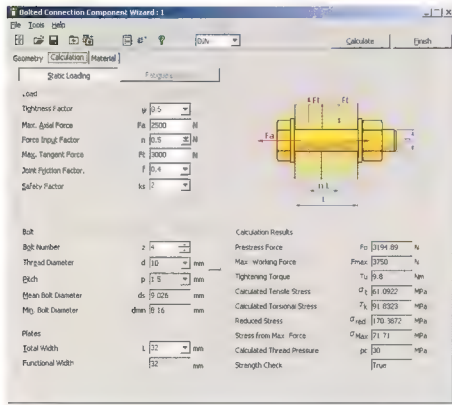 Bolted Connection Component Wizard : 1
File Tools Help
DIN
Calculate
Finish
Geometry Calculation Material
Static Loading
Load
Tightness Factor ψ 0.5
Max. Axial Force Fa 2500 N
Force Input Factor n 0.5 N
Max. Tangent Force Ft 3000 N
Joint Friction Factor, f 0.4
Safety Factor ks 2
Ft Ft
Fa
n L
l
Bolt
Bolt Number z 4
Thread Diameter d 10 mm
Pitch p 1.5 mm
Mean Bolt Diameter ds 9.026 mm
Min. Bolt Diameter dmin 8.16 mm
Plates
Total Width L 32 mm
Functional Width 32 mm
Calculation Results
Prestress Force 3194.89 N
Max Working Force Fmax 3750 N
Tightening Torque Tu 9.8 Nm
Calculated Tensile Stress σt 61.0922 MPa
Calculated Torsional Stress τk 91.8323 MPa
Reduced Stress σred 170.3672 MPa
Stress from Max Force σMax 71.71 MPa
Calculated Thread Pressure pc 30 MPa
Strength Check True